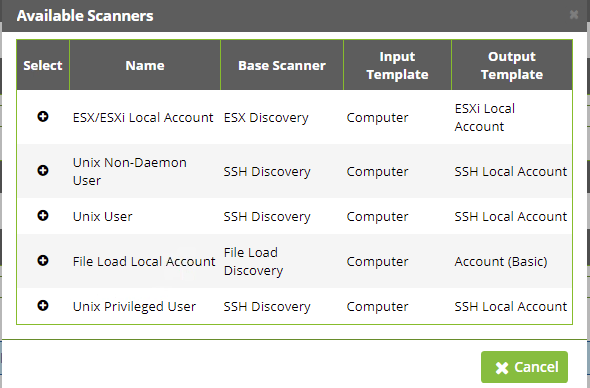 Available Scanners
Select Name Base Scanner Input Template Output Template
ESX/ESXi Local Account ESX Discovery Computer ESXi Local Account
Unix Non-Daemon User SSH Discovery Computer SSH Local Account
Unix User SSH Discovery Computer SSH Local Account
File Load Local Account File Load Discovery Computer Account (Basic)
Unix Privileged User SSH Discovery Computer SSH Local Account
Cancel